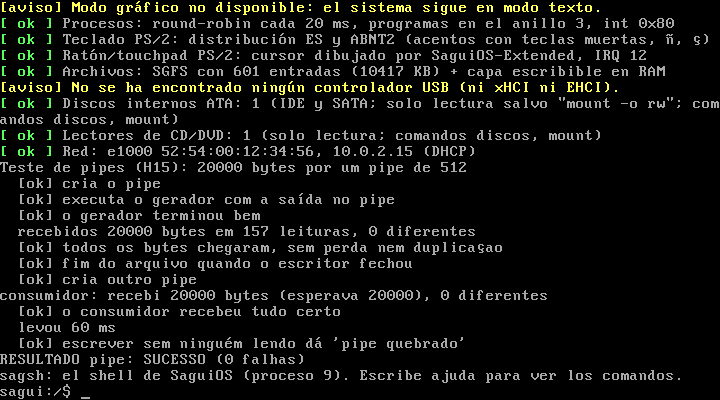 [aviso] Modo gráfico no disponible: el sistema sigue en modo texto.
[ ok ] Procesos: round-robin cada 20 ms, programas en el anillo 3, int 0x80
[ ok ] Teclado PS/2: distribución ES y ABNT2 (acentos con teclas muertas, ñ, ç)
[ ok ] Ratón/touchpad PS/2: cursor dibujado por SaguiOS-Extended, IRQ 12
[ ok ] Archivos: SGFS con 601 entradas (10417 KB) + capa escribible en RAM
[aviso] No se ha encontrado ningún controlador USB (ni xHCI ni EHCI).
[ ok ] Discos internos ATA: 1 (IDE y SATA; solo lectura salvo "mount -o rw"; com
andos discos, mount)
[ ok ] Lectores de CD/DVD: 1 (solo lectura; comandos discos, mount)
[ ok ] Red: e1000 52:54:00:12:34:56, 10.0.2.15 (DHCP)
Teste de pipes (H15): 20000 bytes por um pipe de 512
[ok] cria o pipe
[ok] executa o gerador com a saída no pipe
[ok] o gerador terminou bem
recebidos 20000 bytes em 157 leituras, 0 diferentes
[ok] todos os bytes chegaram, sem perda nem duplicaçao
[ok] fim do arquivo quando o escritor fechou
[ok] cria outro pipe
consumidor: recebi 20000 bytes (esperava 20000), 0 diferentes
[ok] o consumidor recebeu tudo certo
levou 60 ms
[ok] escrever sem ninguém lendo dá 'pipe quebrado'
RESULTADO pipe: SUCESSO (0 falhas)
sagsh: el shell de SaguiOS (proceso 9). Escribe ajuda para ver los comandos.
sagui:/$ _